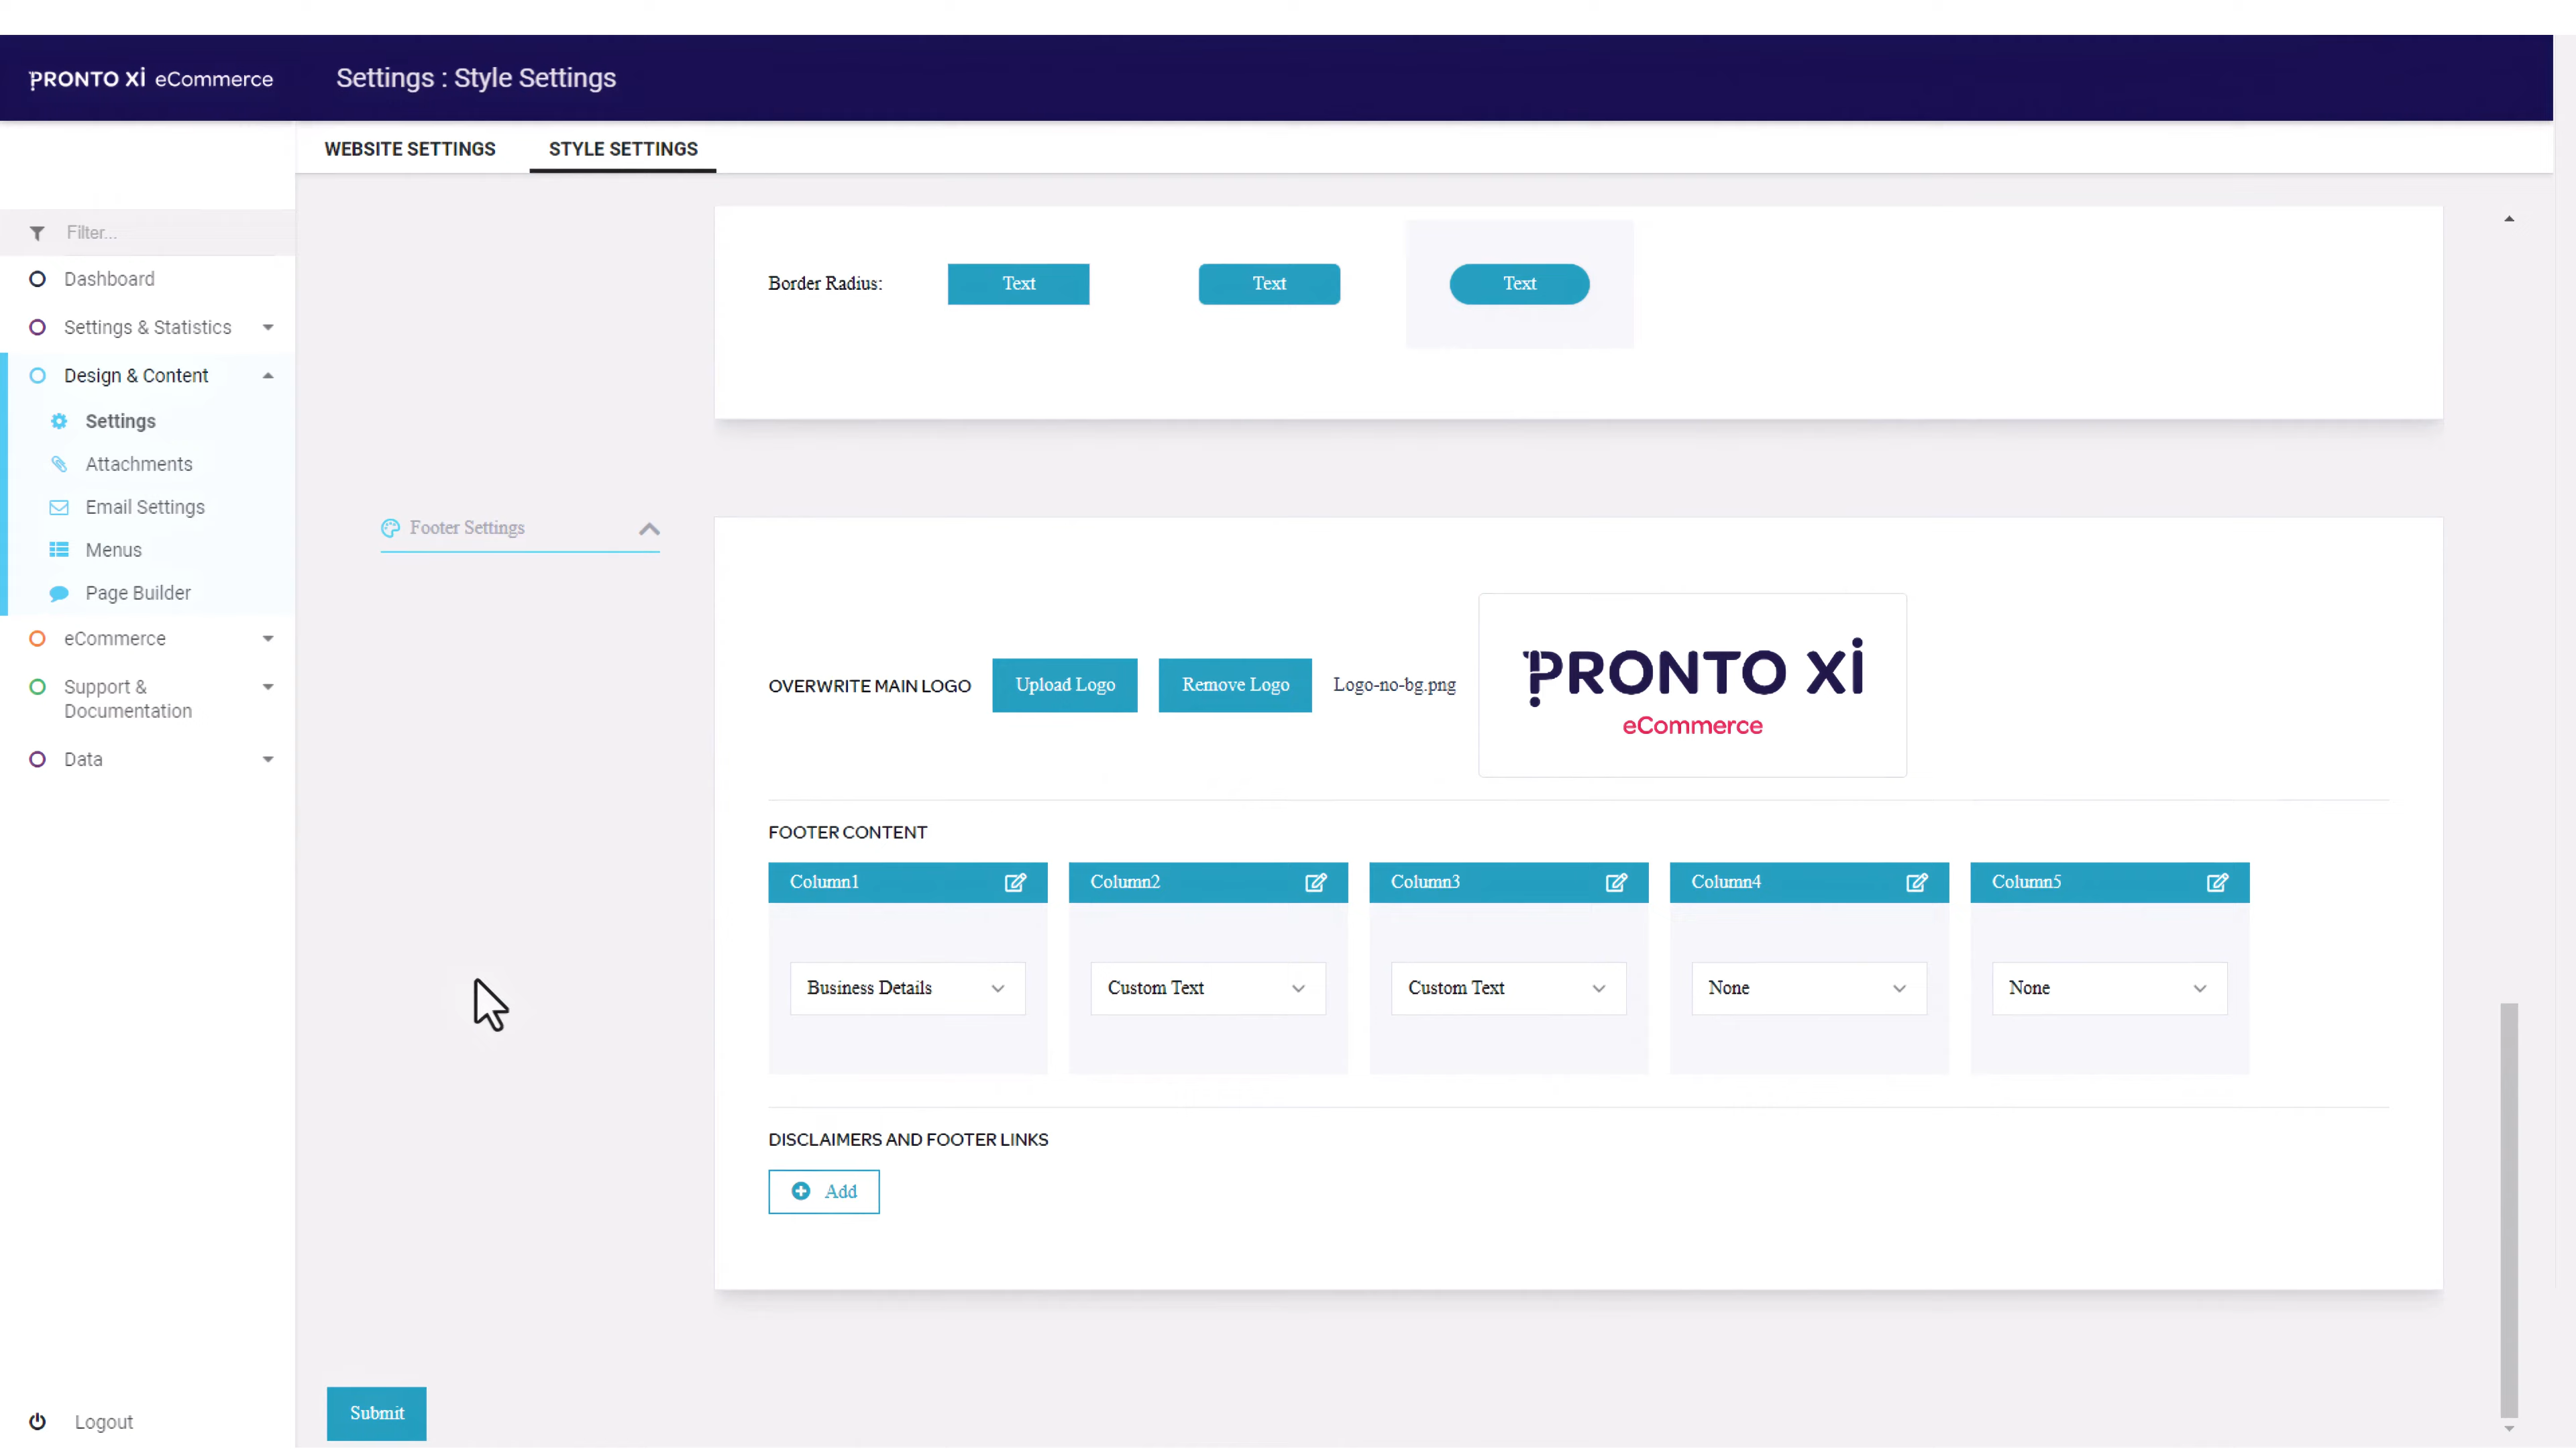 PRONTO Xi eCommerce
Settings : Style Settings
WEBSITE SETTINGS
STYLE SETTINGS
Filter...
Dashboard
Settings & Statistics
Design & Content
Settings
Attachments
Email Settings
Menus
Page Builder
eCommerce
Support &
Documentation
Data
Logout
Border Radius:
Text
Text
Text
Footer Settings
OVERWRITE MAIN LOGO
Upload Logo
Remove Logo
Logo-no-bg.png
PRONTO Xi
eCommerce
FOOTER CONTENT
Column1
Column2
Column3
Column4
Column5
Business Details
Custom Text
Custom Text
None
None
DISCLAIMERS AND FOOTER LINKS
Add
Submit